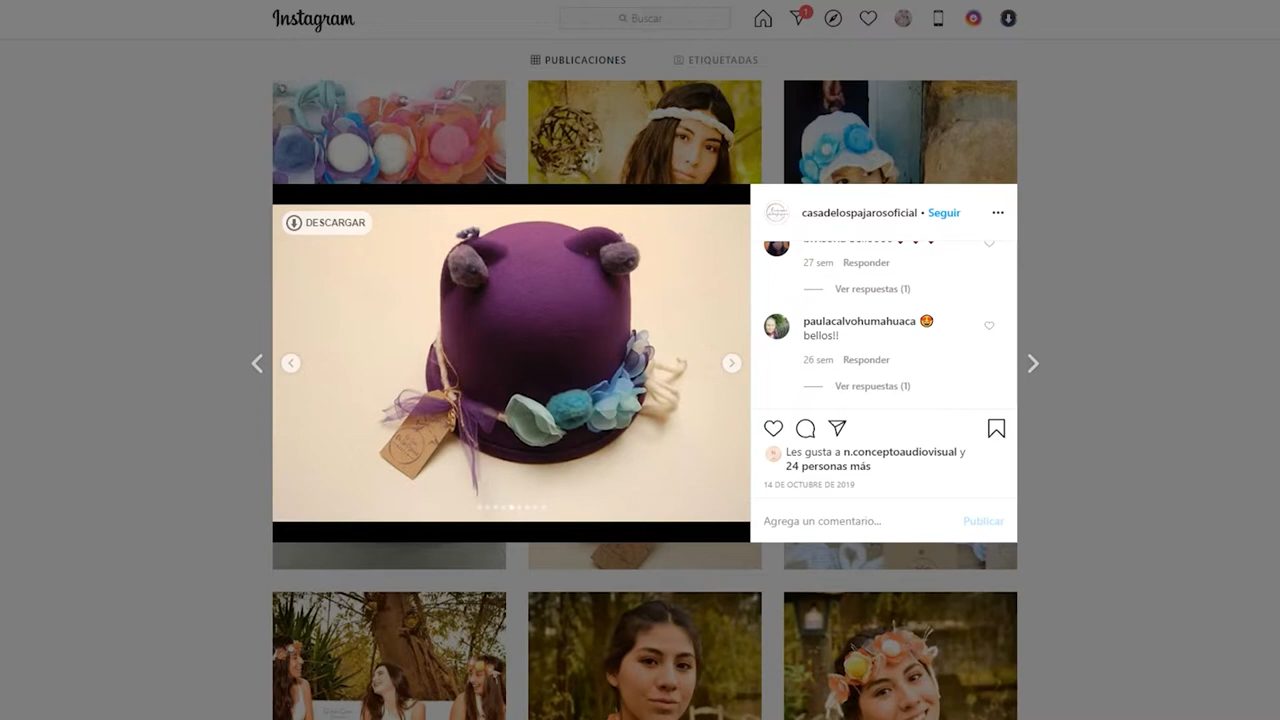 Instagram
Buscar
1
PUBLICACIONES
ETIQUETADAS
DESCARGAR
casadelospajarosoficial • Seguir
27 sem Responder
Ver respuestas (1)
paulacalvohumahuaca
bellos!!
26 sem Responder
Ver respuestas (1)
Les gusta a n.conceptoaudiovisual y
24 personas más
14 DE OCTUBRE DE 2019
Agrega un comentario...
Publicar